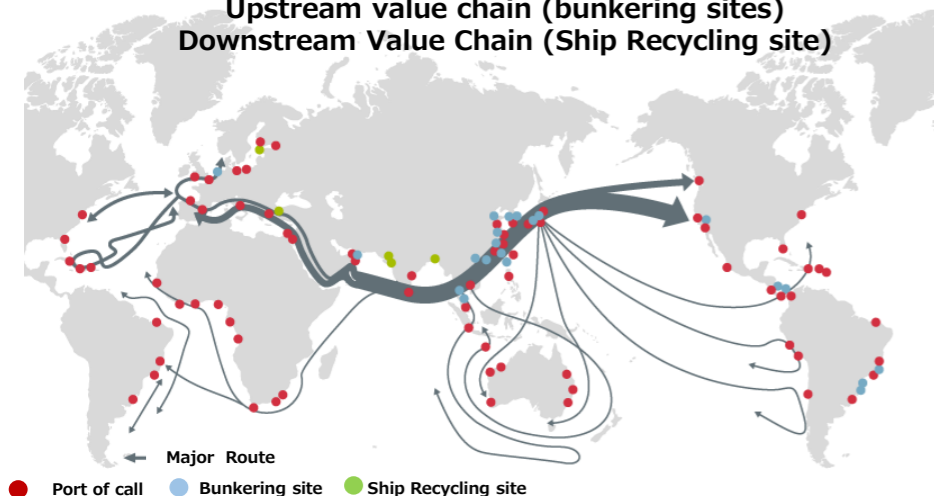 Upstream value chain (bunkering sites)
Downstream Value Chain (Ship Recycling site)
Major Route
Port of call
Bunkering site
Ship Recycling site